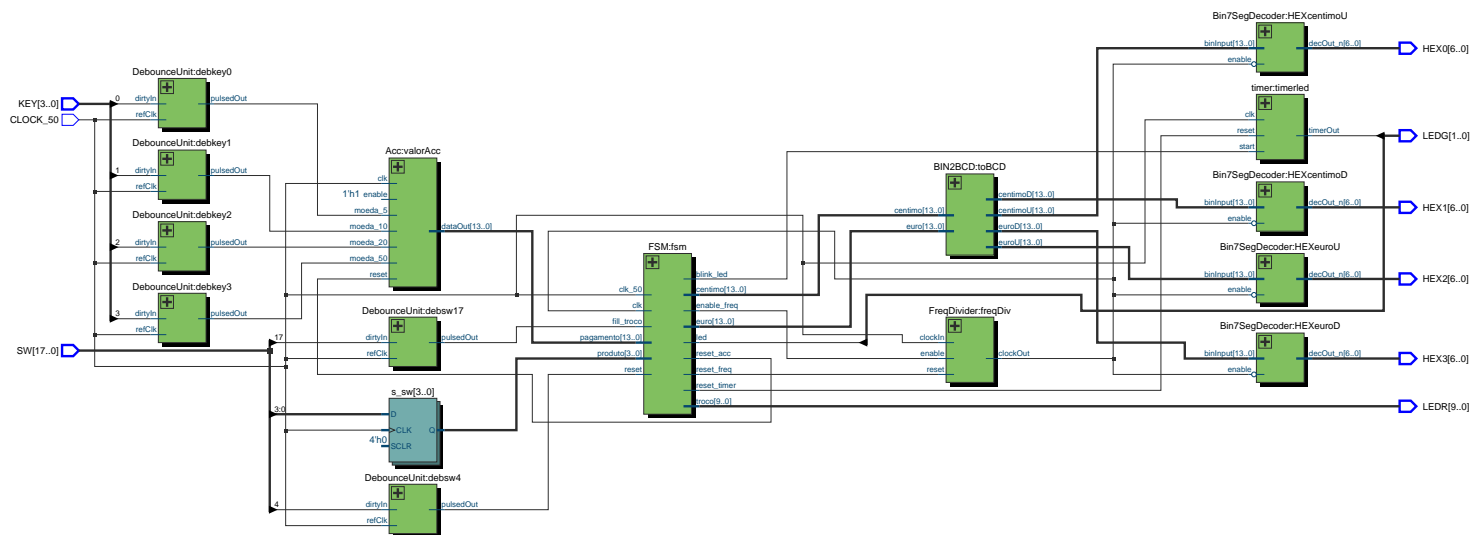 DebounceUnit:debkey0
dirtyIn
refClk
pulsedOut
KEY[3..0]
CLOCK_50
0
DebounceUnit:debkey1
1
dirtyIn
refClk
pulsedOut
DebounceUnit:debkey2
2
dirtyIn
refClk
pulsedOut
DebounceUnit:debkey3
3
dirtyIn
refClk
pulsedOut
SW[17..0]
Acc:valorAcc
clk
1'h1 enable
moeda_5
moeda_10
moeda_20
moeda_50
reset
dataOut[13..0]
DebounceUnit:debsw17
17
dirtyIn
refClk
pulsedOut
s_sw[3..0]
3:0
D
CLK
4'h0
SCLR
Q
DebounceUnit:debsw4
4
dirtyIn
refClk
pulsedOut
FSM:fsm
clk_50
clk
fill_troco
pagamento[13..0]
produto[3..0]
reset
blink_led
centimo[13..0]
enable_freq
euro[13..0]
led
reset_acc
reset_freq
reset_timer
troco[9..0]
BIN2BCD:toBCD
centimo[13..0]
euro[13..0]
centimoD[13..0]
centimoU[13..0]
euroD[13..0]
euroU[13..0]
FreqDivider:freqDiv
clockIn
enable
reset
clockOut
Bin7SegDecoder:HEXcentimoU
binInput[13..0]
enable
decOut_n[6..0]
HEX0[6..0]
timer:timerled
clk
reset
start
timerOut
LEDG[1..0]
Bin7SegDecoder:HEXcentimoD
binInput[13..0]
enable
decOut_n[6..0]
HEX1[6..0]
Bin7SegDecoder:HEXeuroU
binInput[13..0]
enable
decOut_n[6..0]
HEX2[6..0]
Bin7SegDecoder:HEXeuroD
binInput[13..0]
enable
decOut_n[6..0]
HEX3[6..0]
LEDR[9..0]